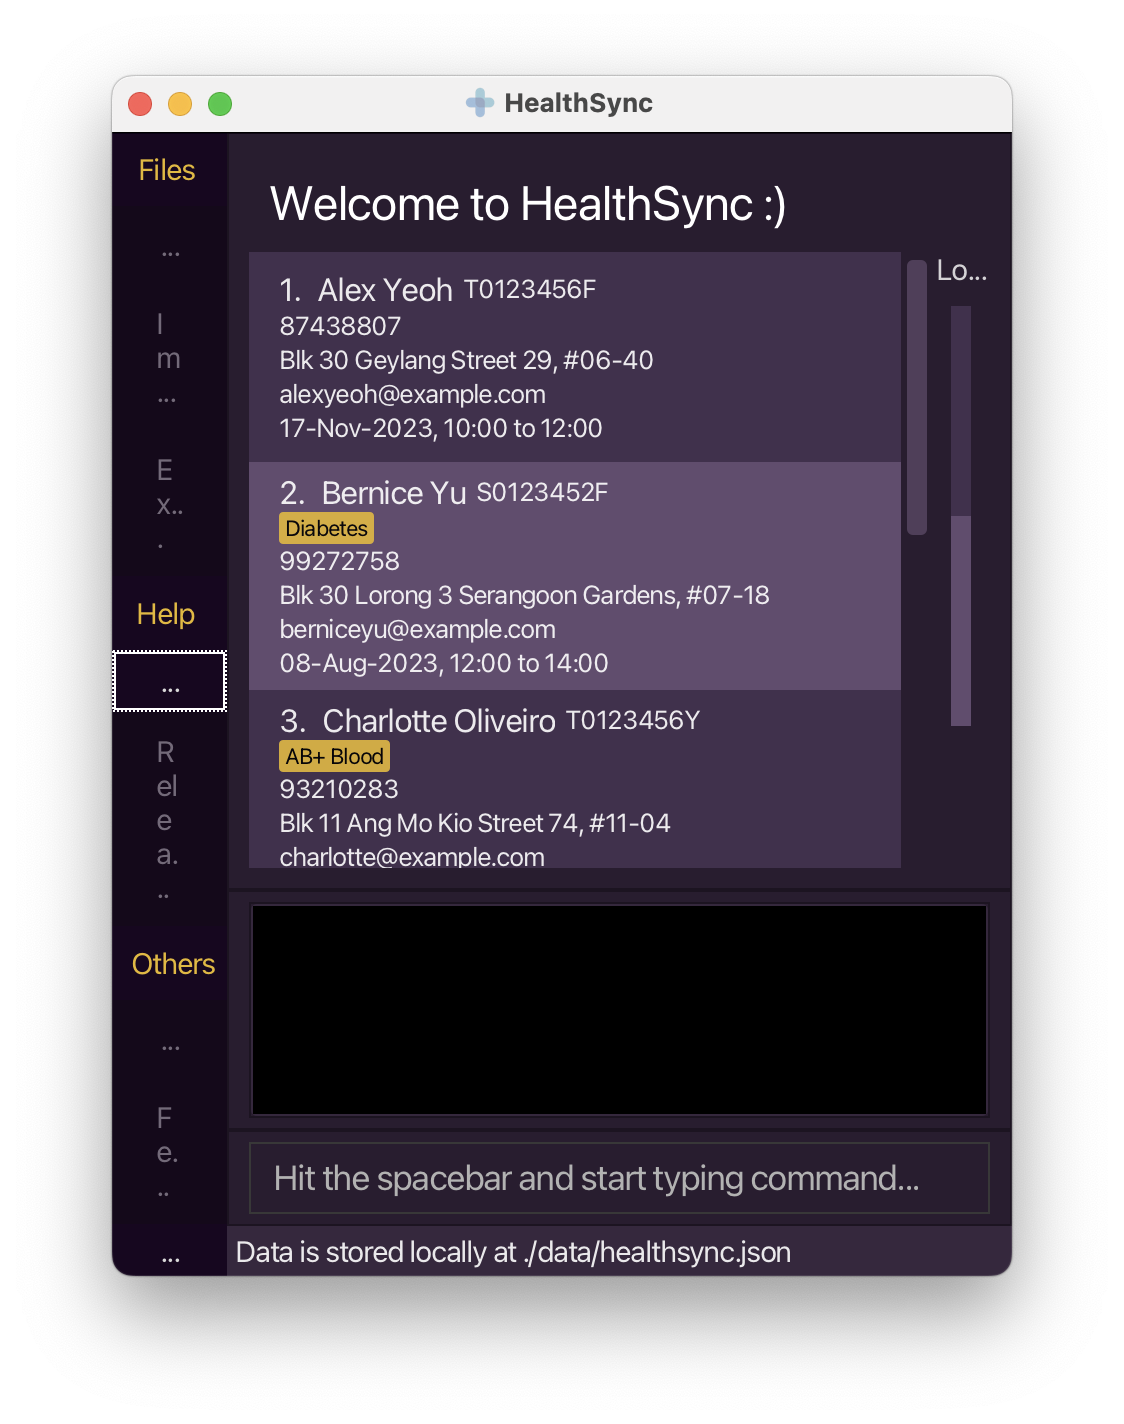 HealthSync
Files
...
I
m
...
E
x..
.
Help
...
R
el
e
a.
..
Others
...
F
e.
..
...
Welcome to HealthSync :)
1. Alex Yeoh T0123456F
87438807
Blk 30 Geylang Street 29, #06-40
alexyeoh@example.com
17-Nov-2023, 10:00 to 12:00
2. Bernice Yu S0123452F
Diabetes
99272758
Blk 30 Lorong 3 Serangoon Gardens, #07-18
berniceyu@example.com
08-Aug-2023, 12:00 to 14:00
3. Charlotte Oliveiro T0123456Y
AB+ Blood
93210283
Blk 11 Ang Mo Kio Street 74, #11-04
charlotte@example.com
Lo...
Hit the spacebar and start typing command...
Data is stored locally at ./data/healthsync.json